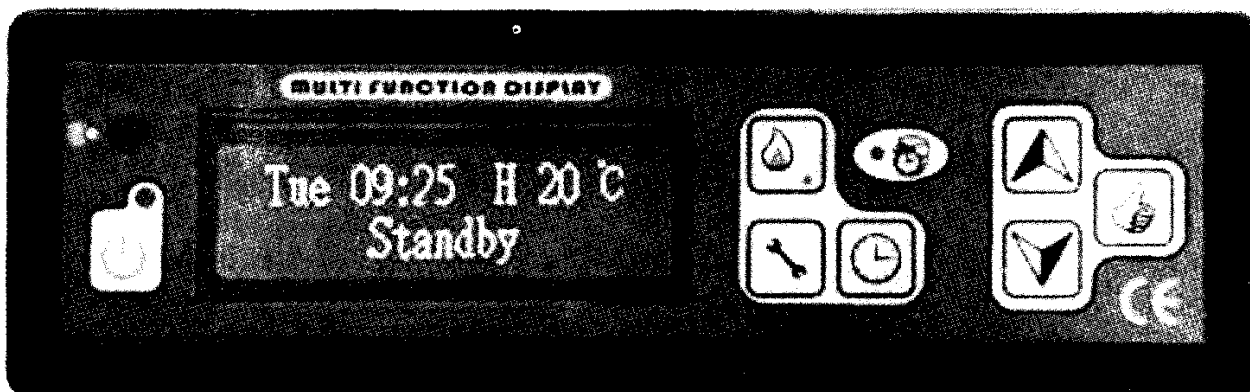 MULTI FUNCTION DISPLAY
Tue 09:25 H 20 ℃
Standby
CE